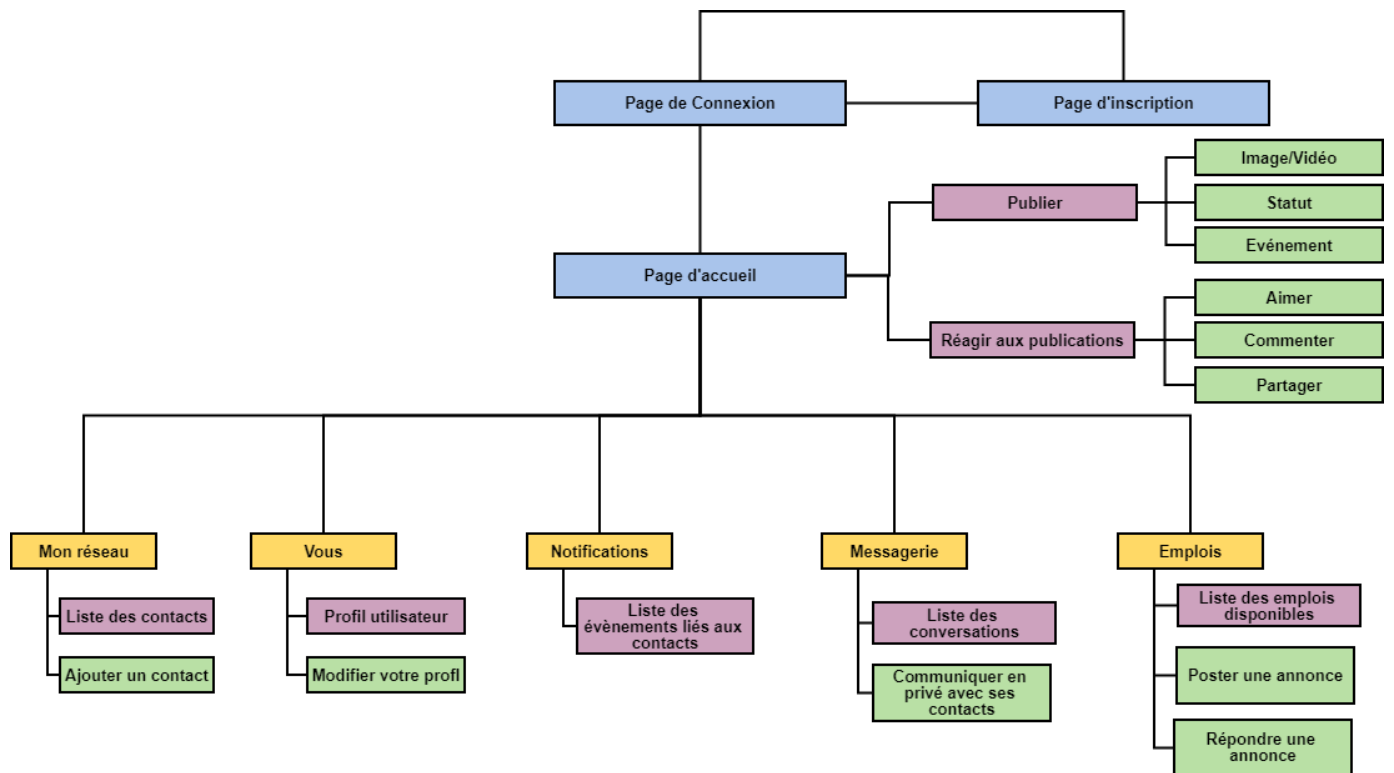 Page de Connexion
Page d'inscription
Image/Vidéo
Publier
Statut
Evénement
Page d'accueil
Aimer
Réagir aux publications
Commenter
Partager
Mon réseau
Vous
Notifications
Messagerie
Emplois
Liste des contacts
Ajouter un contact
Profil utilisateur
Modifier votre profl
Liste des
évènements liés aux
contacts
Liste des
conversations
Communiquer en
privé avec ses
contacts
Liste des emplois
disponibles
Poster une annonce
Répondre une
annonce